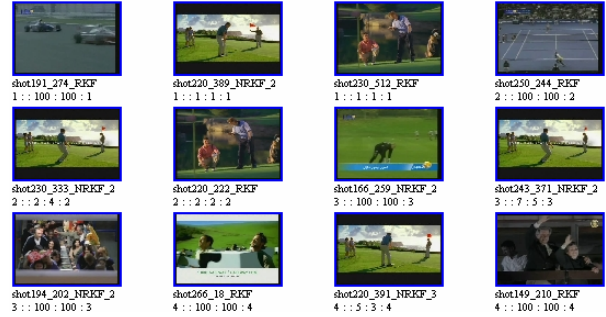 shot191_274_RKF
1 : : 100 : 100 : 1
shot220_389_NRKF_2
1 : : 1 : 1 : 1
shot230_512_RKF
1 : : 1 : 1 : 1
shot250_244_RKF
2 : : 100 : 100 : 2
shot230_333_NRKF_2
2 : : 2 : 4 : 2
shot220_222_RKF
2 : : 2 : 2 : 2
shot166_259_NRKF_2
3 : : 100 : 100 : 3
shot243_371_NRKF_2
3 : : 7 : 5 : 3
shot194_202_NRKF_2
3 : : 100 : 100 : 3
shot266_18_RKF
4 : : 100 : 100 : 4
shot220_391_NRKF_3
4 : : 5 : 3 : 4
shot149_210_RKF
4 : : 100 : 100 : 4